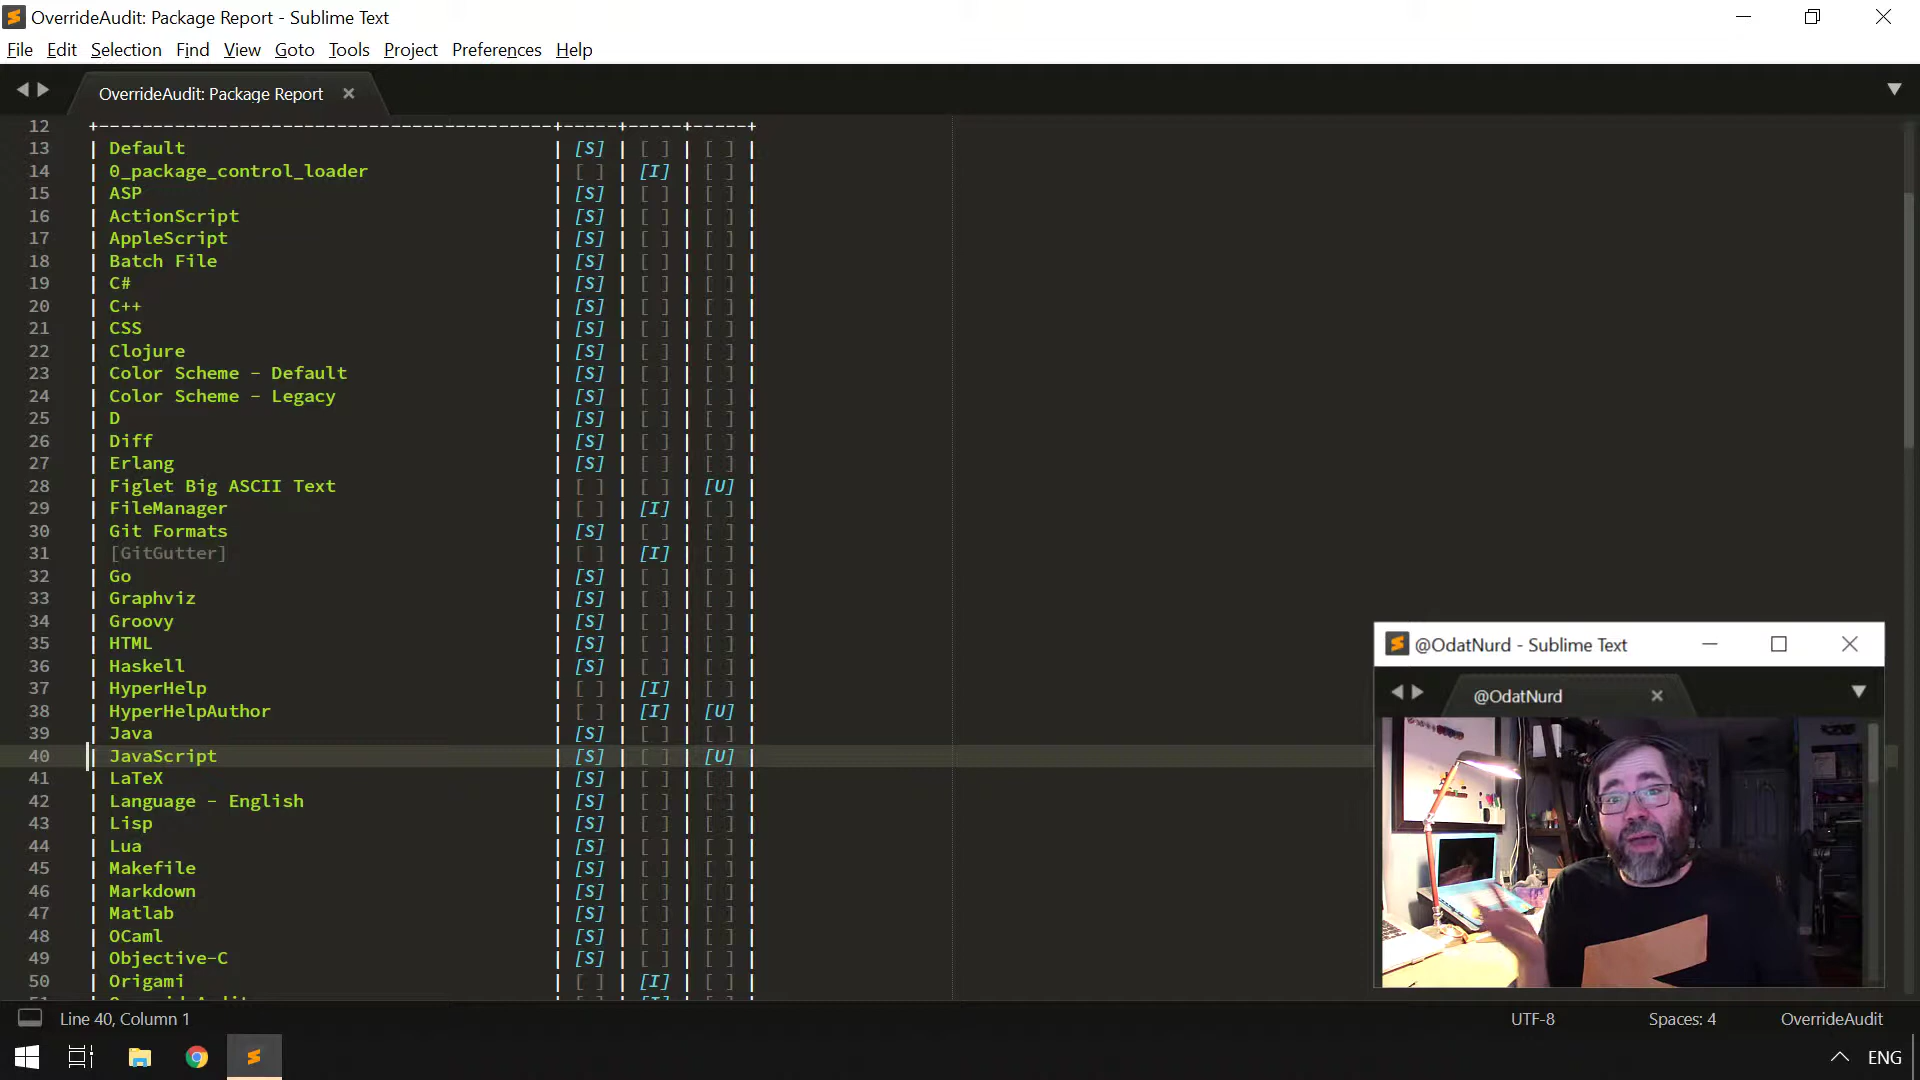 OverrideAudit: Package Report - Sublime Text
File Edit Selection Find View Goto Tools Project Preferences Help
OverrideAudit: Package Report
12 +------------------------------------------+-----+-----+-----+
13 | Default | [S] | [ ] | [ ] |
14 | 0_package_control_loader | [ ] | [I] | [ ] |
15 | ASP | [S] | [ ] | [ ] |
16 | ActionScript | [S] | [ ] | [ ] |
17 | AppleScript | [S] | [ ] | [ ] |
18 | Batch File | [S] | [ ] | [ ] |
19 | C# | [S] | [ ] | [ ] |
20 | C++ | [S] | [ ] | [ ] |
21 | CSS | [S] | [ ] | [ ] |
22 | Clojure | [S] | [ ] | [ ] |
23 | Color Scheme - Default | [S] | [ ] | [ ] |
24 | Color Scheme - Legacy | [S] | [ ] | [ ] |
25 | D | [S] | [ ] | [ ] |
26 | Diff | [S] | [ ] | [ ] |
27 | Erlang | [S] | [ ] | [ ] |
28 | Figlet Big ASCII Text | [ ] | [ ] | [U] |
29 | FileManager | [ ] | [I] | [ ] |
30 | Git Formats | [S] | [ ] | [ ] |
31 | [GitGutter] | [ ] | [I] | [ ] |
32 | Go | [S] | [ ] | [ ] |
33 | Graphviz | [S] | [ ] | [ ] |
34 | Groovy | [S] | [ ] | [ ] |
35 | HTML | [S] | [ ] | [ ] |
36 | Haskell | [S] | [ ] | [ ] |
37 | HyperHelp | [ ] | [I] | [ ] |
38 | HyperHelpAuthor | [ ] | [I] | [U] |
39 | Java | [S] | [ ] | [ ] |
40 | JavaScript | [S] | [ ] | [U] |
41 | LaTeX | [S] | [ ] | [ ] |
42 | Language - English | [S] | [ ] | [ ] |
43 | Lisp | [S] | [ ] | [ ] |
44 | Lua | [S] | [ ] | [ ] |
45 | Makefile | [S] | [ ] | [ ] |
46 | Markdown | [S] | [ ] | [ ] |
47 | Matlab | [S] | [ ] | [ ] |
48 | OCaml | [S] | [ ] | [ ] |
49 | Objective-C | [S] | [ ] | [ ] |
50 | Origami | [ ] | [I] | [ ] |
@OdatNurd - Sublime Text
@OdatNurd
Line 40, Column 1
UTF-8
Spaces: 4
OverrideAudit
ENG